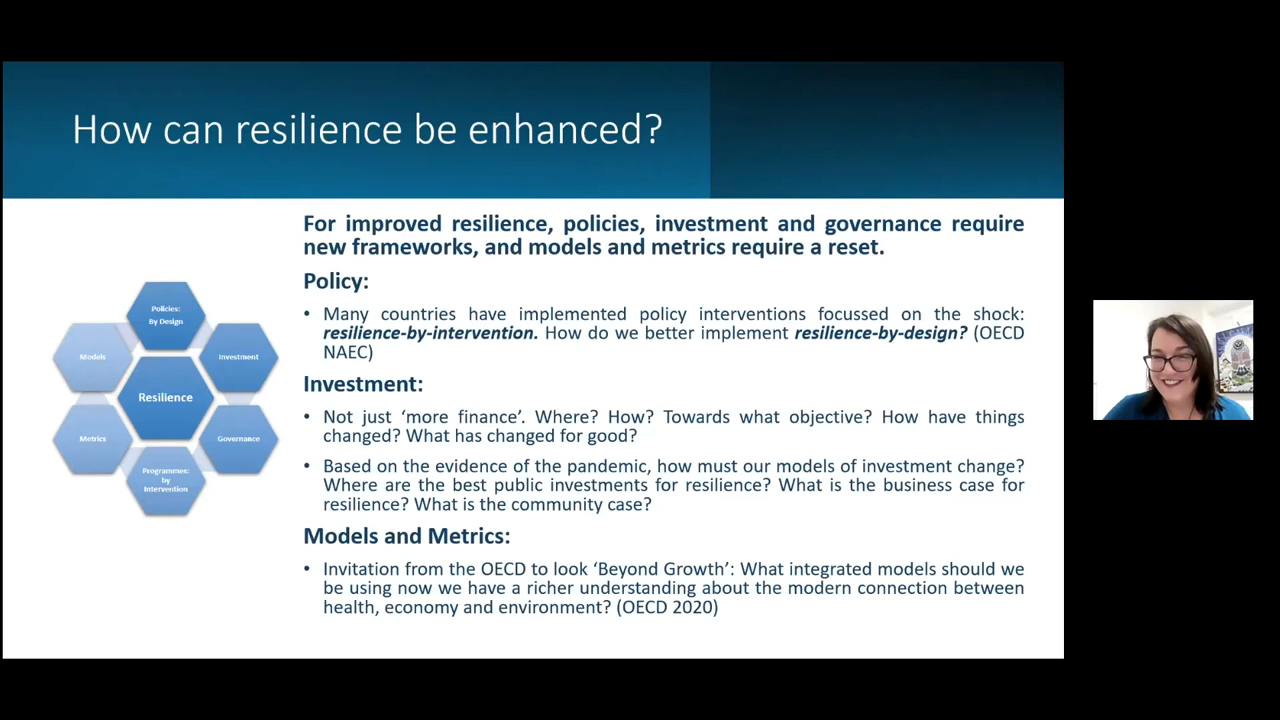 How can resilience be enhanced?
For improved resilience, policies, investment and governance require
new frameworks, and models and metrics require a reset.
Policy:
• Many countries have implemented policy interventions focussed on the shock:
resilience-by-intervention. How do we better implement resilience-by-design? (OECD
NAEC)
Investment:
• Not just ‘more finance’. Where? How? Towards what objective? How have things
changed? What has changed for good?
• Based on the evidence of the pandemic, how must our models of investment change?
Where are the best public investments for resilience? What is the business case for
resilience? What is the community case?
Models and Metrics:
• Invitation from the OECD to look ‘Beyond Growth’: What integrated models should we
be using now we have a richer understanding about the modern connection between
health, economy and environment? (OECD 2020)
Policies:
By Design
Models
Investment
Resilience
Metrics
Governance
Programmes:
by
Intervention